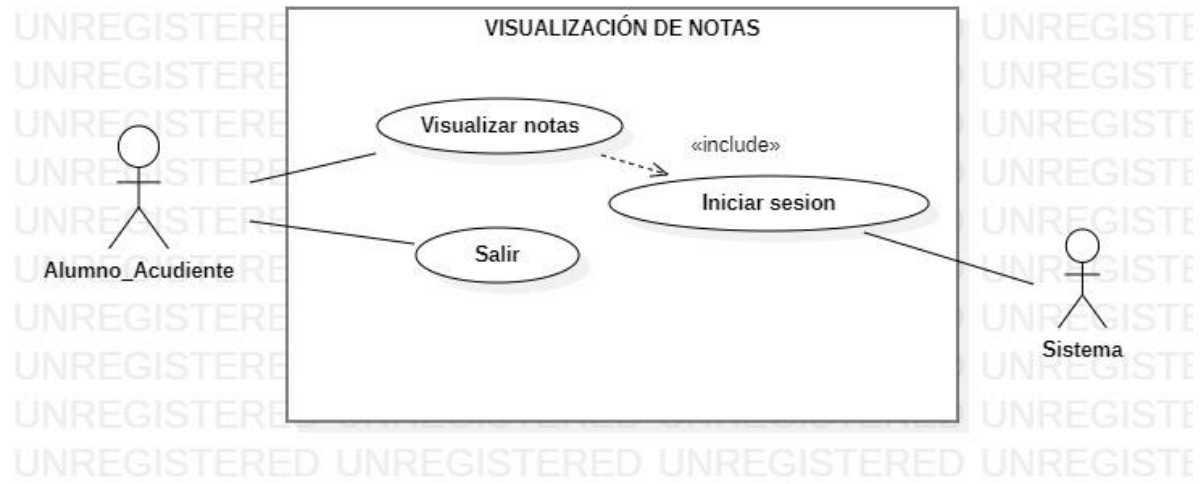 VISUALIZACIÓN DE NOTAS
Visualizar notas
«include»
Iniciar sesion
Salir
Alumno_Acudiente
Sistema
UNREGISTERED UNREGISTERED UNREGISTERED UNREGISTE